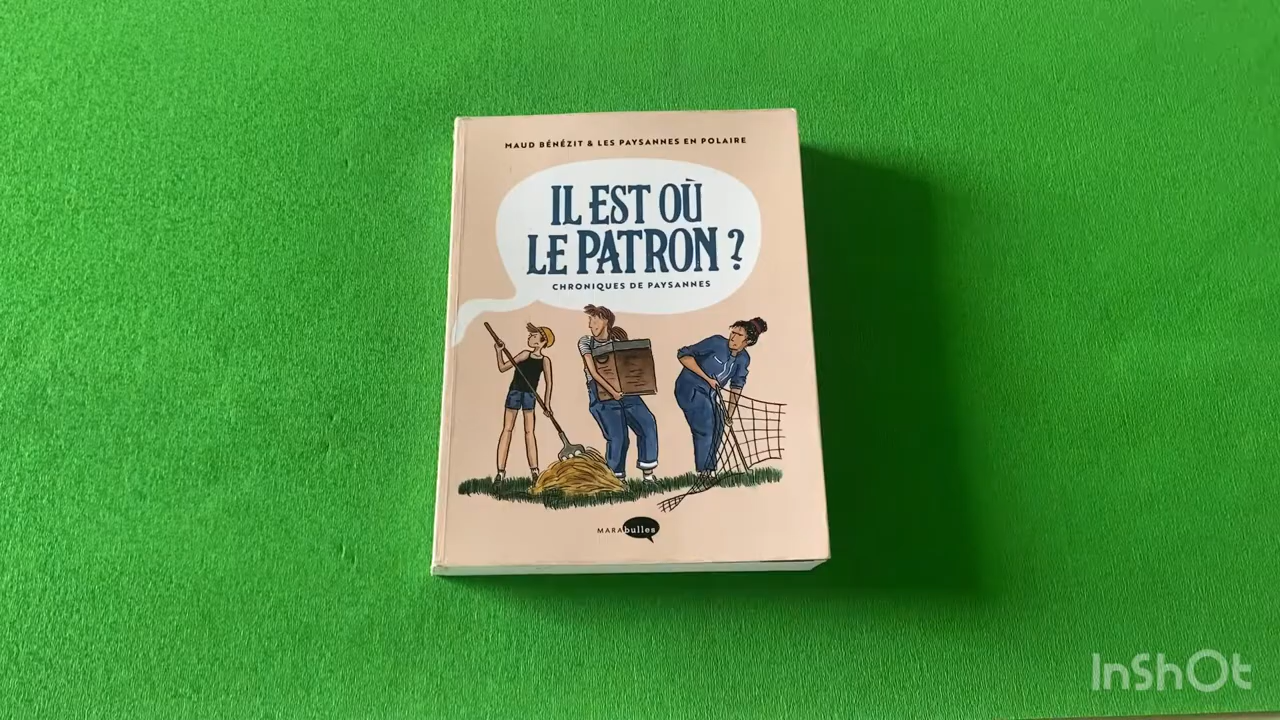 MAUD BÉNÉZIT & LES PAYSANNES EN POLAIRE
IL EST OÙ
LE PATRON ?
CHRONIQUES DE PAYSANNES
MARAbulles
InShOt